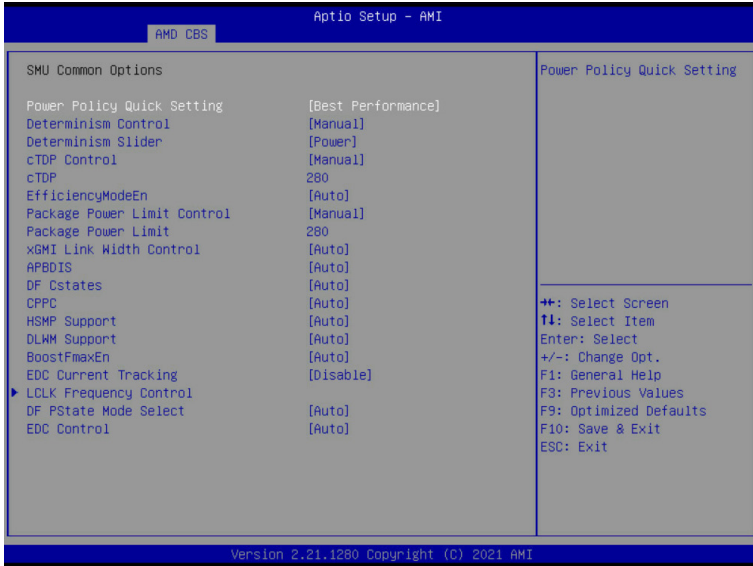 Aptio Setup - AMI
AMD CBS
SMU Common Options
Power Policy Quick Setting [Best Performance]
Determinism Control [Manual]
Determinism Slider [Power]
cTDP Control [Manual]
cTDP 280
EfficiencyModeEn [Auto]
Package Power Limit Control [Manual]
Package Power Limit 280
xGMI Link Width Control [Auto]
APBDIS [Auto]
DF Cstates [Auto]
CPPC [Auto]
HSMP Support [Auto]
DLWM Support [Auto]
BoostFmaxEn [Auto]
EDC Current Tracking [Disable]
LCLK Frequency Control
DF PState Mode Select [Auto]
EDC Control [Auto]
Power Policy Quick Setting
→←: Select Screen
↑↓: Select Item
Enter: Select
+/-: Change Opt.
F1: General Help
F3: Previous Values
F9: Optimized Defaults
F10: Save & Exit
ESC: Exit
Version 2.21.1280 Copyright (C) 2021 AMI